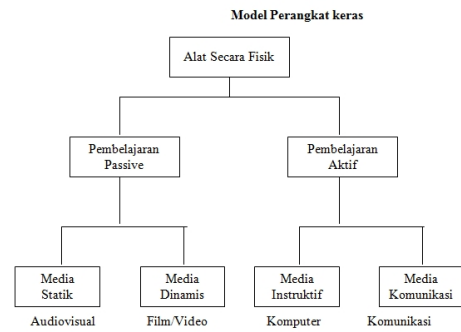 Model Perangkat keras
Alat Secara Fisik
Pembelajaran
Passive
Pembelajaran
Aktif
Media
Statik
Media
Dinamis
Media
Instruktif
Media
Komunikasi
Audiovisual
Film/Video
Komputer
Komunikasi